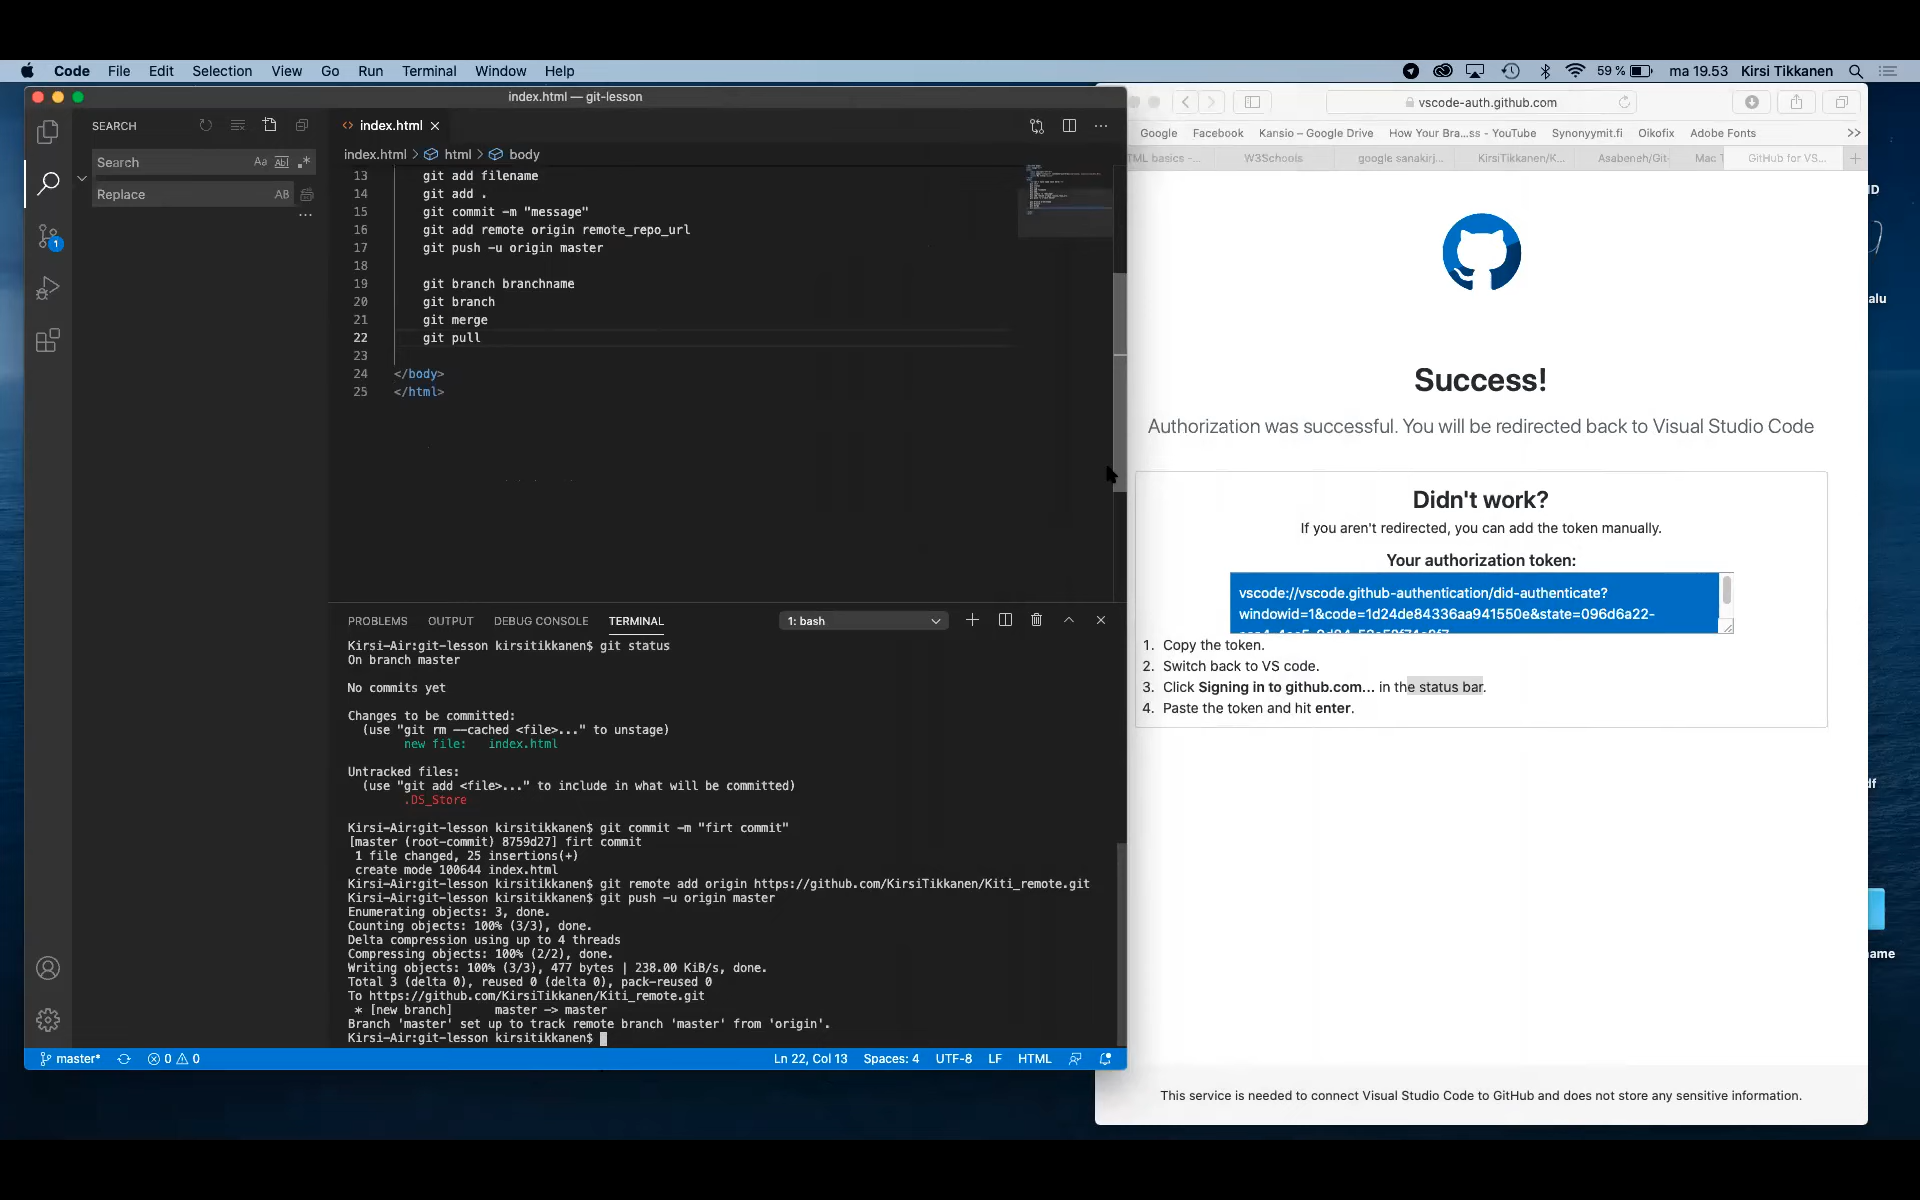 Code File Edit Selection View Go Run Terminal Window Help
59 % ma 19.53 Kirsi Tikkanen
index.html — git-lesson
SEARCH
Search
Aa Abl .*
Replace
AB
...
1
index.html
index.html > html > body
13 git add filename
14 git add .
15 git commit -m "message"
16 git add remote origin remote_repo_url
17 git push -u origin master
18
19 git branch branchname
20 git branch
21 git merge
22 git pull
23
24 </body>
25 </html>
PROBLEMS OUTPUT DEBUG CONSOLE TERMINAL
1: bash
Kirsi-Air:git-lesson kirsitikkanen$ git status
On branch master
No commits yet
Changes to be committed:
(use "git rm --cached <file>..." to unstage)
new file: index.html
Untracked files:
(use "git add <file>..." to include in what will be committed)
.DS_Store
Kirsi-Air:git-lesson kirsitikkanen$ git commit -m "firt commit"
[master (root-commit) 8759d27] firt commit
1 file changed, 25 insertions(+)
create mode 100644 index.html
Kirsi-Air:git-lesson kirsitikkanen$ git remote add origin https://github.com/KirsiTikkanen/Kiti_remote.git
Kirsi-Air:git-lesson kirsitikkanen$ git push -u origin master
Enumerating objects: 3, done.
Counting objects: 100% (3/3), done.
Delta compression using up to 4 threads
Compressing objects: 100% (2/2), done.
Writing objects: 100% (3/3), 477 bytes | 238.00 KiB/s, done.
Total 3 (delta 0), reused 0 (delta 0), pack-reused 0
To https://github.com/KirsiTikkanen/Kiti_remote.git
* [new branch] master -> master
Branch 'master' set up to track remote branch 'master' from 'origin'.
Kirsi-Air:git-lesson kirsitikkanen$
master* 0 0 Ln 22, Col 13 Spaces: 4 UTF-8 LF HTML
vscode-auth.github.com
Google Facebook Kansio – Google Drive How Your Bra...ss - YouTube Synonyymit.fi Oikofix Adobe Fonts
TML basics -... W3Schools google sanakirj... KirsiTikkanen/K... Asabeneh/Git- Mac T GitHub for VS...
Success!
Authorization was successful. You will be redirected back to Visual Studio Code
Didn't work?
If you aren't redirected, you can add the token manually.
Your authorization token:
vscode://vscode.github-authentication/did-authenticate?
windowid=1&code=1d24de84336aa941550e&state=096d6a22-
1. Copy the token.
2. Switch back to VS code.
3. Click Signing in to github.com... in the status bar.
4. Paste the token and hit enter.
This service is needed to connect Visual Studio Code to GitHub and does not store any sensitive information.
ID
alu
df
ame